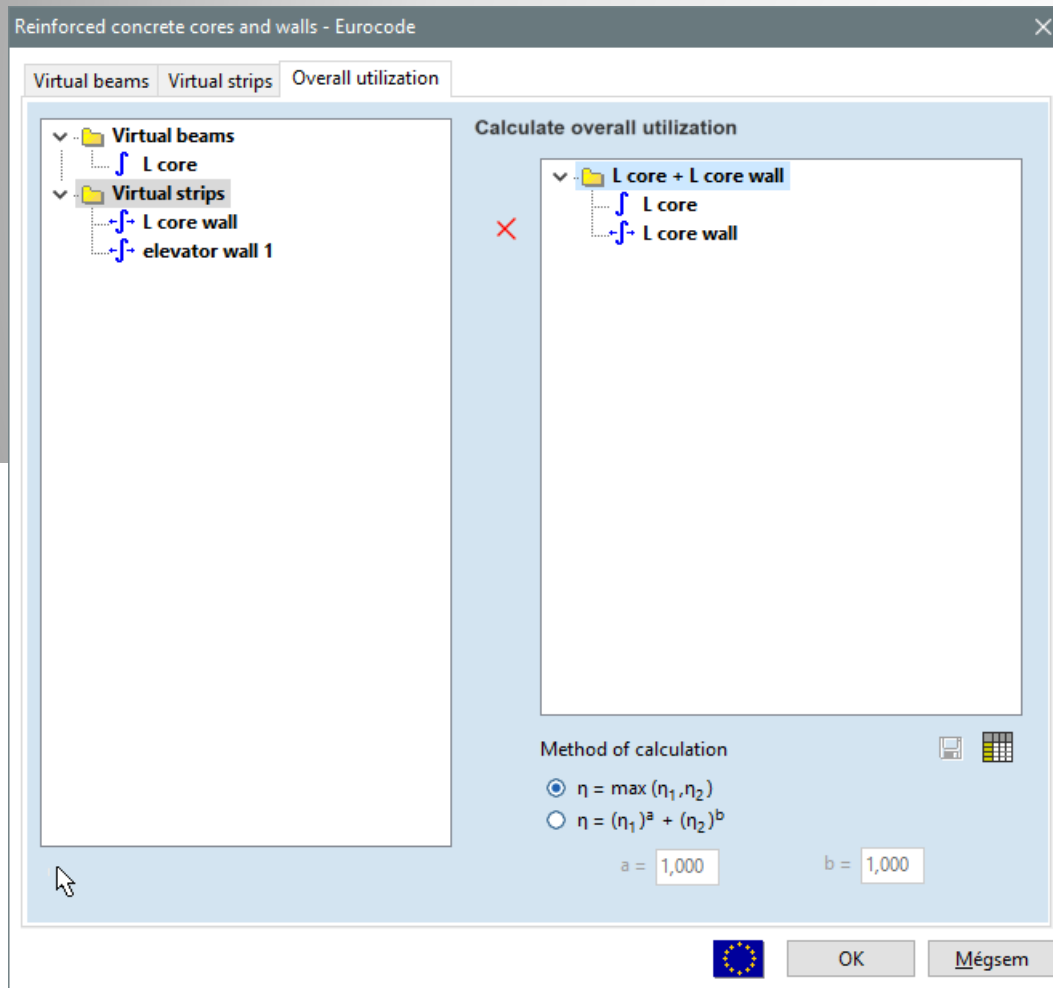 Reinforced concrete cores and walls - Eurocode
Virtual beams Virtual strips Overall utilization
Virtual beams
L core
Virtual strips
L core wall
elevator wall 1
Calculate overall utilization
L core + L core wall
L core
L core wall
Method of calculation
η = max (η₁,η₂)
η = (η₁)ᵃ + (η₂)ᵇ
a = 1,000 b = 1,000
OK Mégsem